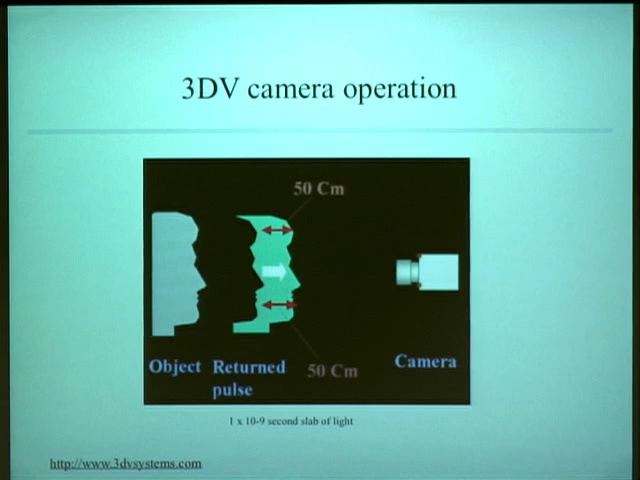 3DV camera operation
50 Cm
Object
Returned
pulse
50 Cm
Camera
1 x 10-9 second slab of light
http://www.3dvsystems.com